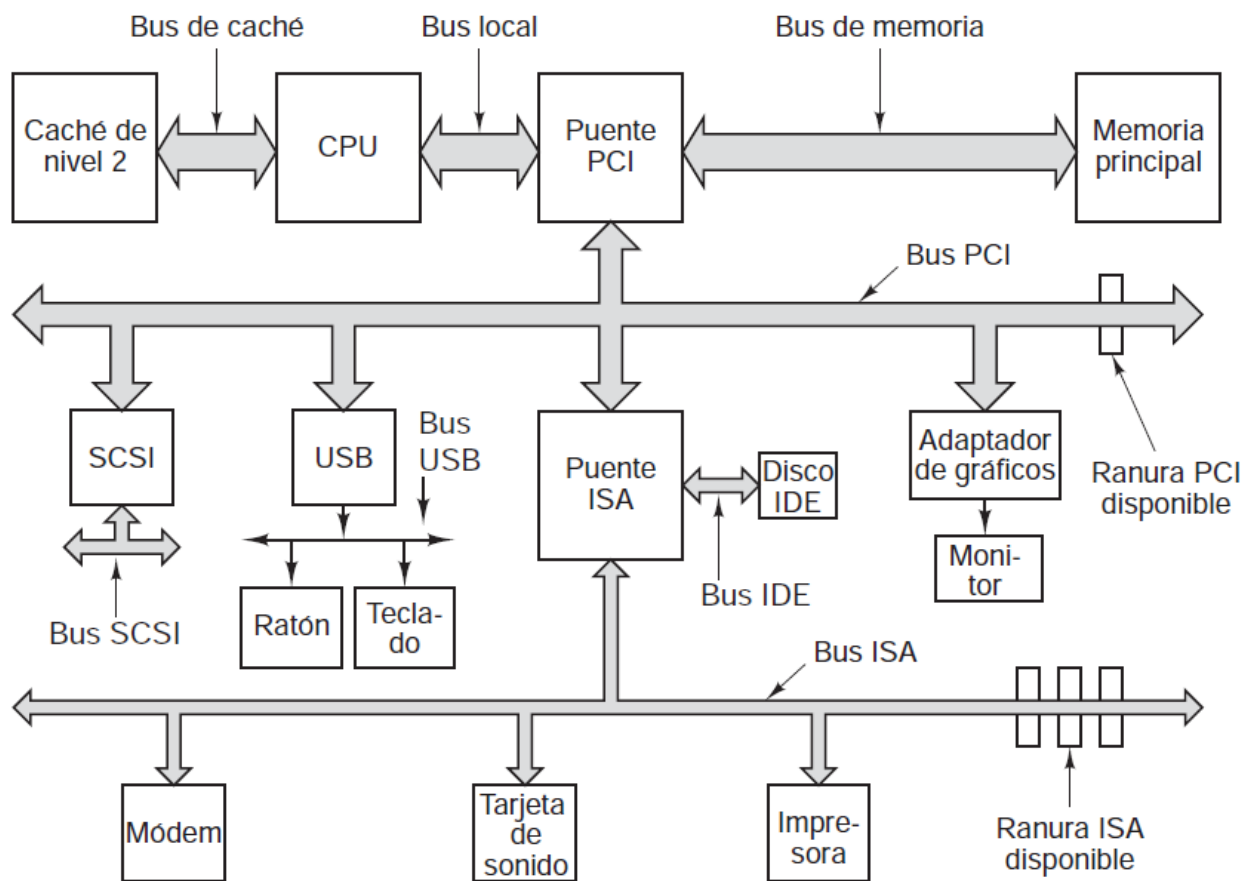 Bus de caché
Bus local
Bus de memoria
Caché de
nivel 2
CPU
Puente
PCI
Memoria
principal
Bus PCI
SCSI
USB
Bus
USB
Puente
ISA
Disco
IDE
Adaptador
de gráficos
Ranura PCI
disponible
Bus SCSI
Ratón
Tecla-
do
Bus IDE
Moni-
tor
Bus ISA
Módem
Tarjeta
de
sonido
Impre-
sora
Ranura ISA
disponible